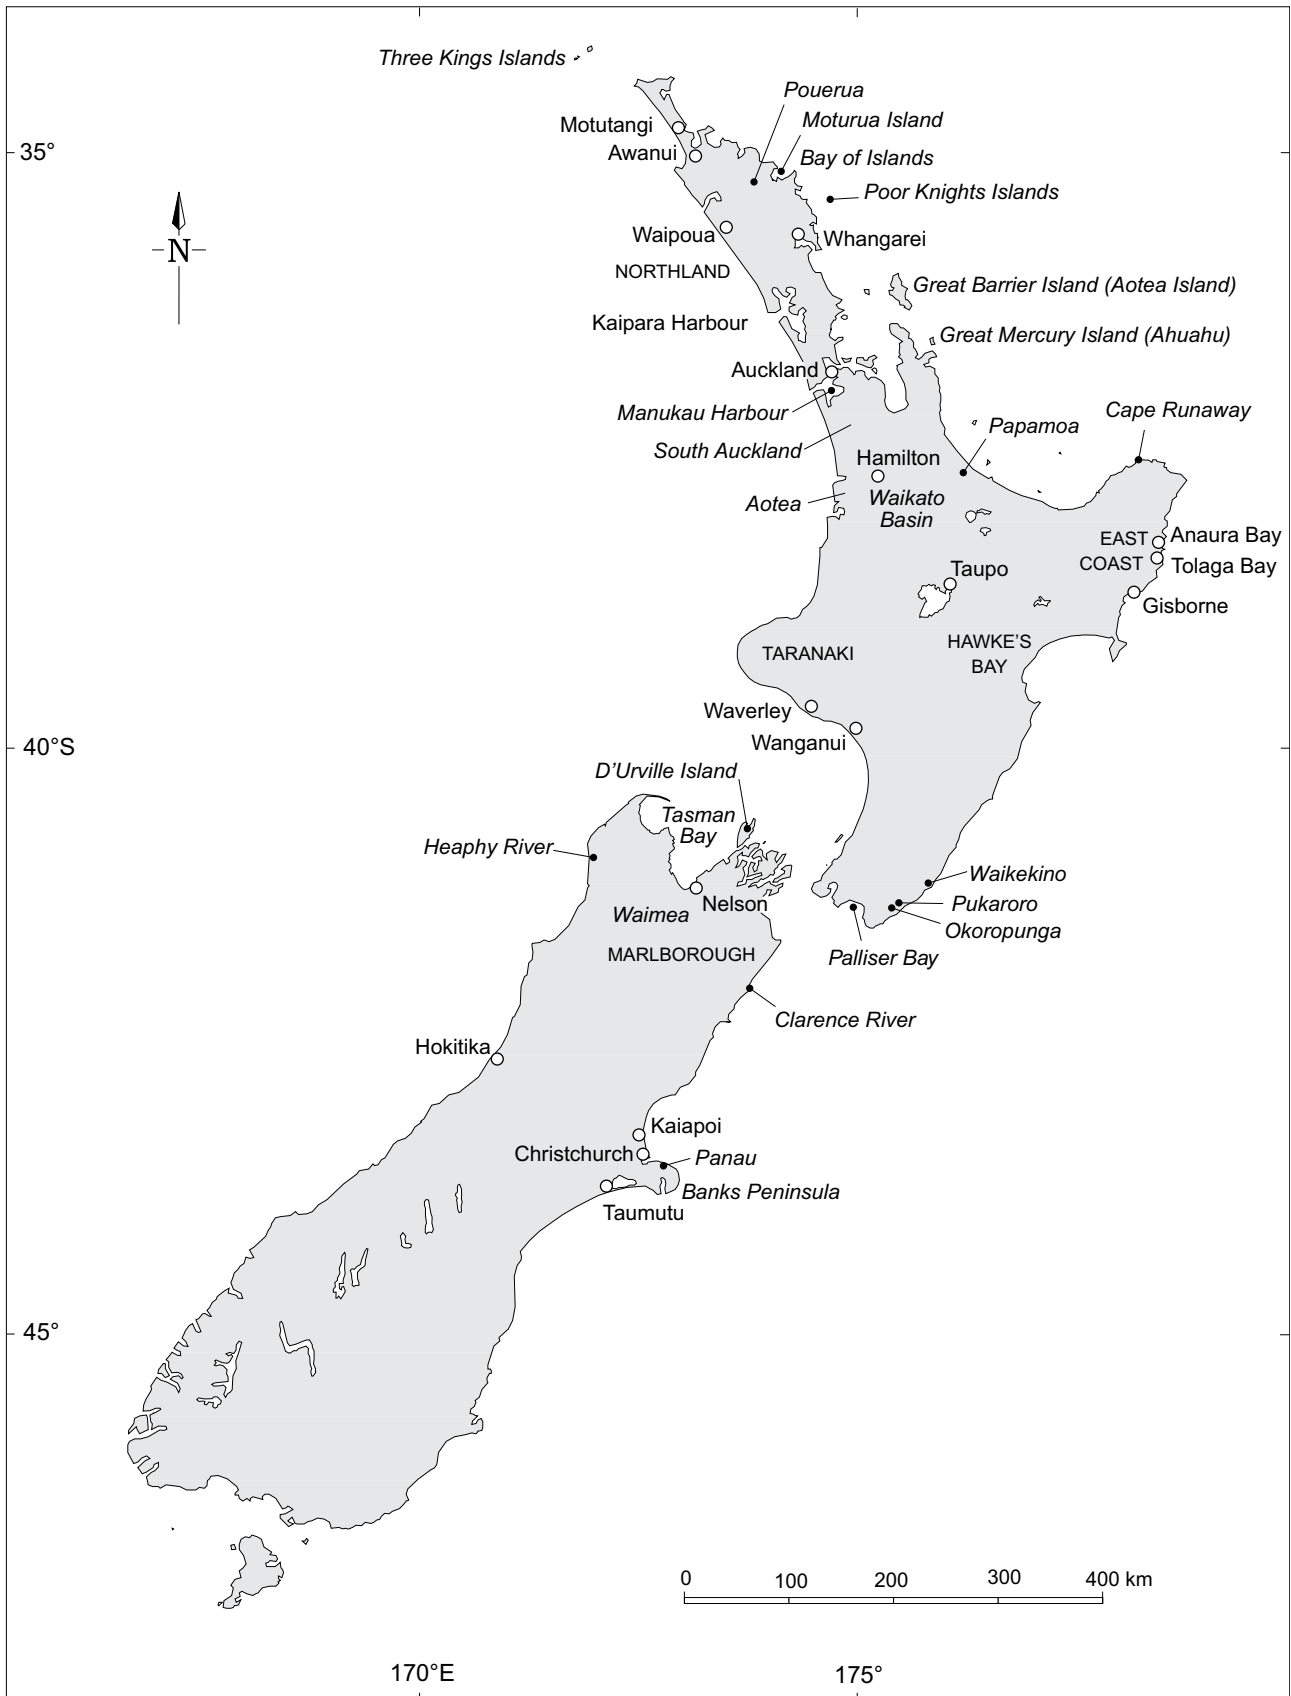 Three Kings Islands
Pouerua
Moturua Island
Motutangi
Awanui
35°
Bay of Islands
Poor Knights Islands
N
Waipoua
Whangarei
NORTHLAND
Great Barrier Island (Aotea Island)
Kaipara Harbour
Great Mercury Island (Ahuahu)
Auckland
Manukau Harbour
Cape Runaway
Papamoa
South Auckland
Hamilton
Aotea
Waikato
Basin
EAST
COAST
Anaura Bay
Tolaga Bay
Taupo
Gisborne
HAWKE'S
BAY
TARANAKI
Waverley
Wanganui
40°S
D'Urville Island
Tasman
Bay
Heaphy River
Waikekino
Nelson
Pukaroro
Waimea
Okoropunga
MARLBOROUGH
Palliser Bay
Clarence River
Hokitika
Kaiapoi
Christchurch
Panau
Banks Peninsula
Taumutu
45°
0 100 200 300 400 km
170°E
175°